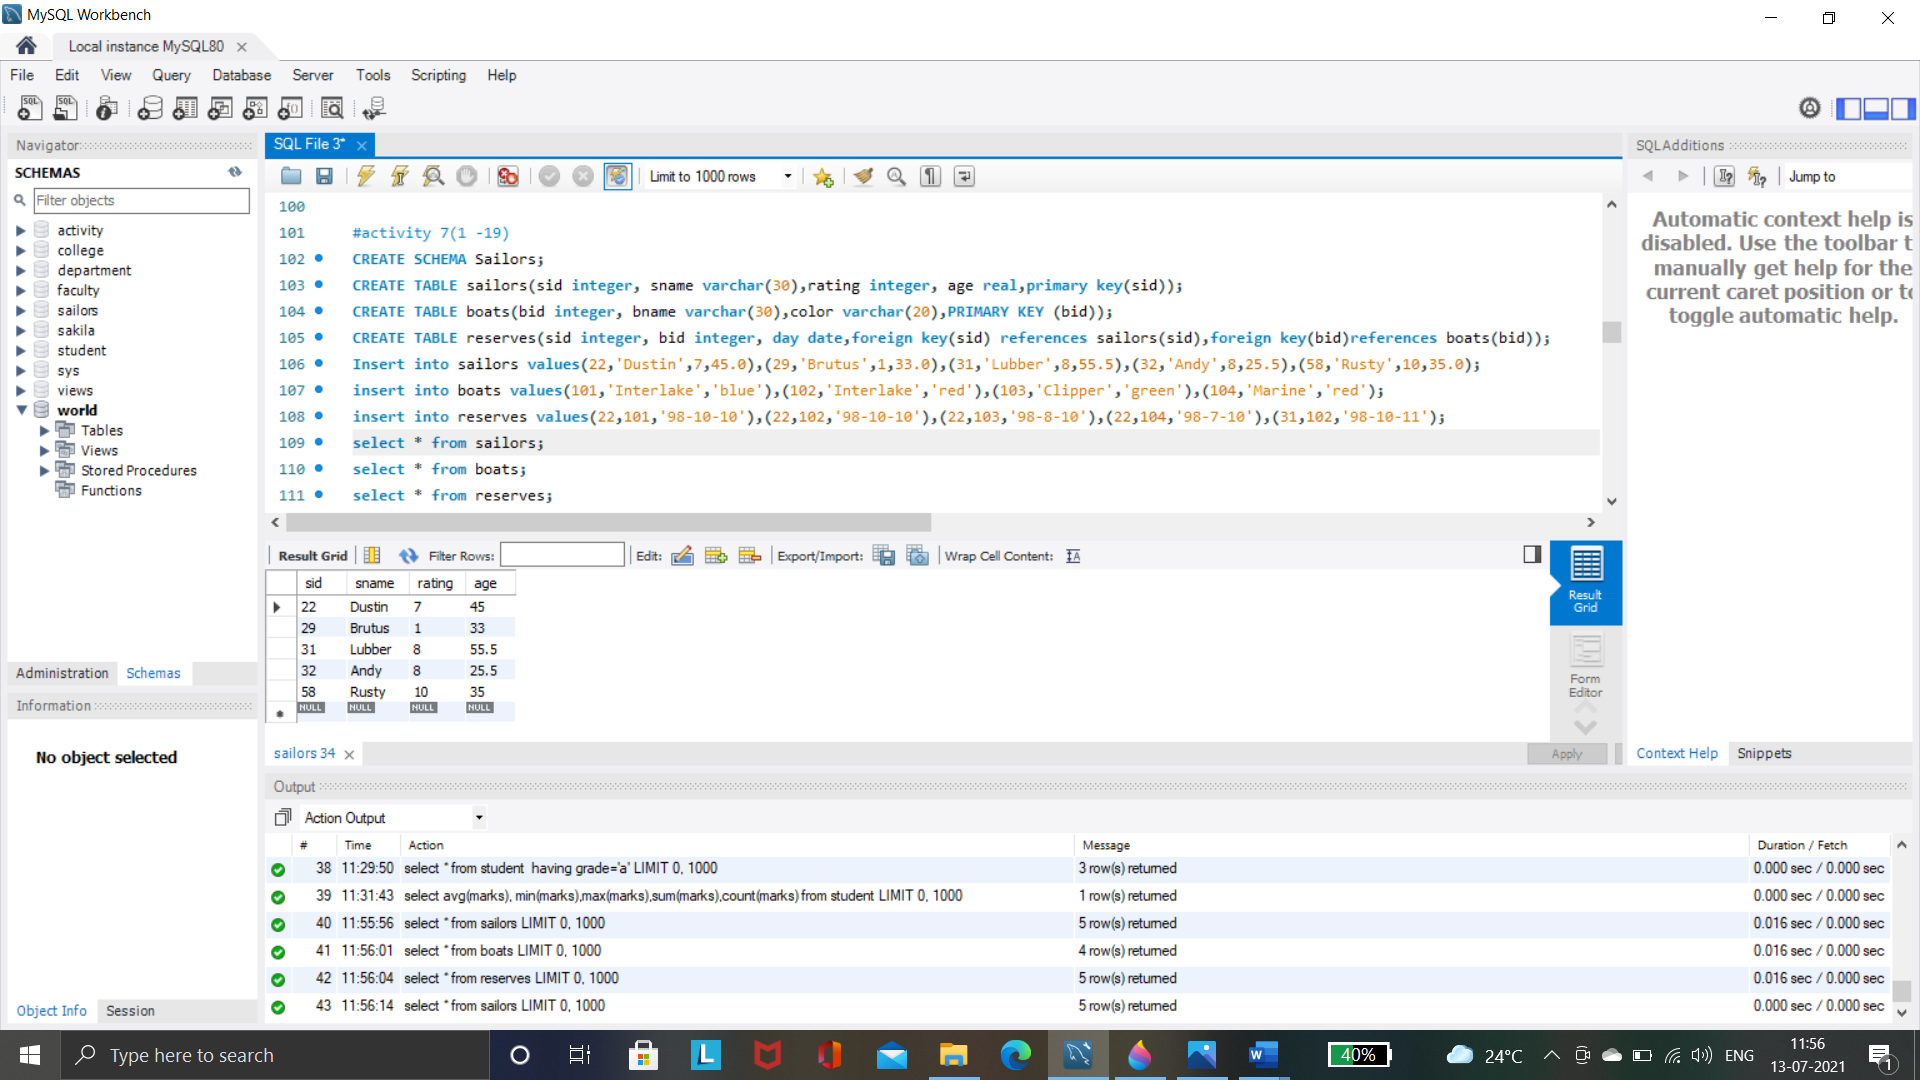 MySQL Workbench
Local instance MySQL80
File Edit View Query Database Server Tools Scripting Help
Navigator
SCHEMAS
Filter objects
activity
college
department
faculty
sailors
sakila
student
sys
views
world
Tables
Views
Stored Procedures
Functions
Administration Schemas
Information
No object selected
Object Info Session
SQL File 3*
Limit to 1000 rows
100
101 #activity 7(1 -19)
102 CREATE SCHEMA Sailors;
103 CREATE TABLE sailors(sid integer, sname varchar(30),rating integer, age real,primary key(sid));
104 CREATE TABLE boats(bid integer, bname varchar(30),color varchar(20),PRIMARY KEY (bid));
105 CREATE TABLE reserves(sid integer, bid integer, day date,foreign key(sid) references sailors(sid),foreign key(bid)references boats(bid));
106 Insert into sailors values(22,'Dustin',7,45.0),(29,'Brutus',1,33.0),(31,'Lubber',8,55.5),(32,'Andy',8,25.5),(58,'Rusty',10,35.0);
107 insert into boats values(101,'Interlake','blue'),(102,'Interlake','red'),(103,'Clipper','green'),(104,'Marine','red');
108 insert into reserves values(22,101,'98-10-10'),(22,102,'98-10-10'),(22,103,'98-8-10'),(22,104,'98-7-10'),(31,102,'98-10-11');
109 select * from sailors;
110 select * from boats;
111 select * from reserves;
Result Grid Filter Rows: Edit: Export/Import: Wrap Cell Content:
sid sname rating age
22 Dustin 7 45
29 Brutus 1 33
31 Lubber 8 55.5
32 Andy 8 25.5
58 Rusty 10 35
NULL NULL NULL NULL
Result
Grid
Form
Editor
sailors 34
Apply
SQLAdditions
Jump to
Automatic context help is
disabled. Use the toolbar t
manually get help for the
current caret position or to
toggle automatic help.
Context Help Snippets
Output
Action Output
# Time Action Message Duration / Fetch
38 11:29:50 select * from student having grade='a' LIMIT 0, 1000 3 row(s) returned 0.000 sec / 0.000 sec
39 11:31:43 select avg(marks), min(marks),max(marks),sum(marks),count(marks) from student LIMIT 0, 1000 1 row(s) returned 0.000 sec / 0.000 sec
40 11:55:56 select * from sailors LIMIT 0, 1000 5 row(s) returned 0.016 sec / 0.000 sec
41 11:56:01 select * from boats LIMIT 0, 1000 4 row(s) returned 0.016 sec / 0.000 sec
42 11:56:04 select * from reserves LIMIT 0, 1000 5 row(s) returned 0.016 sec / 0.000 sec
43 11:56:14 select * from sailors LIMIT 0, 1000 5 row(s) returned 0.000 sec / 0.000 sec
Type here to search
40%
24°C
ENG
11:56
13-07-2021
1